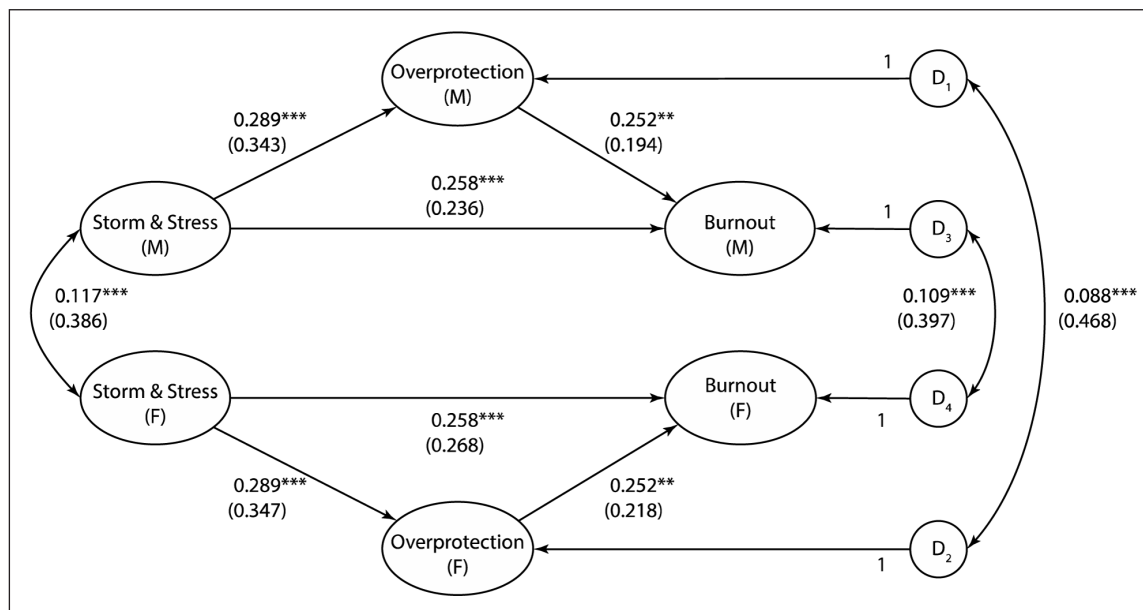 Overprotection
(M)
1
D₁
0.289***
(0.343)
0.252**
(0.194)
0.258***
(0.236)
Storm & Stress
(M)
Burnout
(M)
1
D₃
0.117***
(0.386)
0.109***
(0.397)
0.088***
(0.468)
Storm & Stress
(F)
Burnout
(F)
1
D₄
0.258***
(0.268)
0.289***
(0.347)
0.252**
(0.218)
Overprotection
(F)
1
D₂